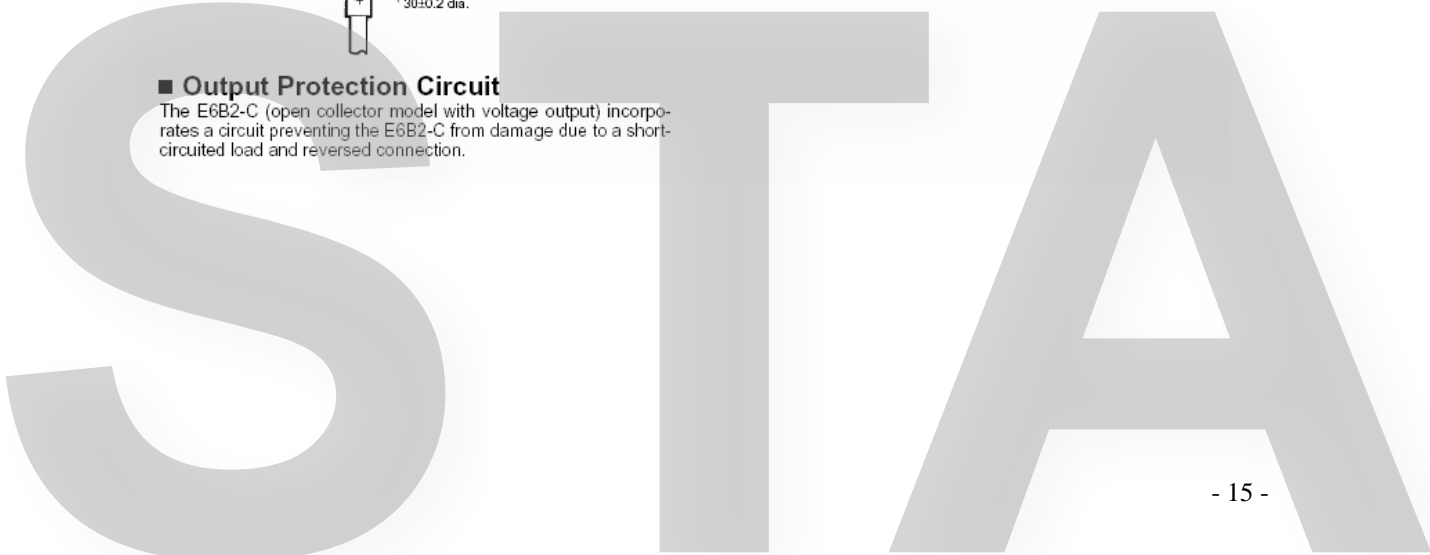 30±0.2 dia.
■ Output Protection Circuit
The E6B2-C (open collector model with voltage output) incorpo-
rates a circuit preventing the E6B2-C from damage due to a short-
circuited load and reversed connection.
STA
- 15 -